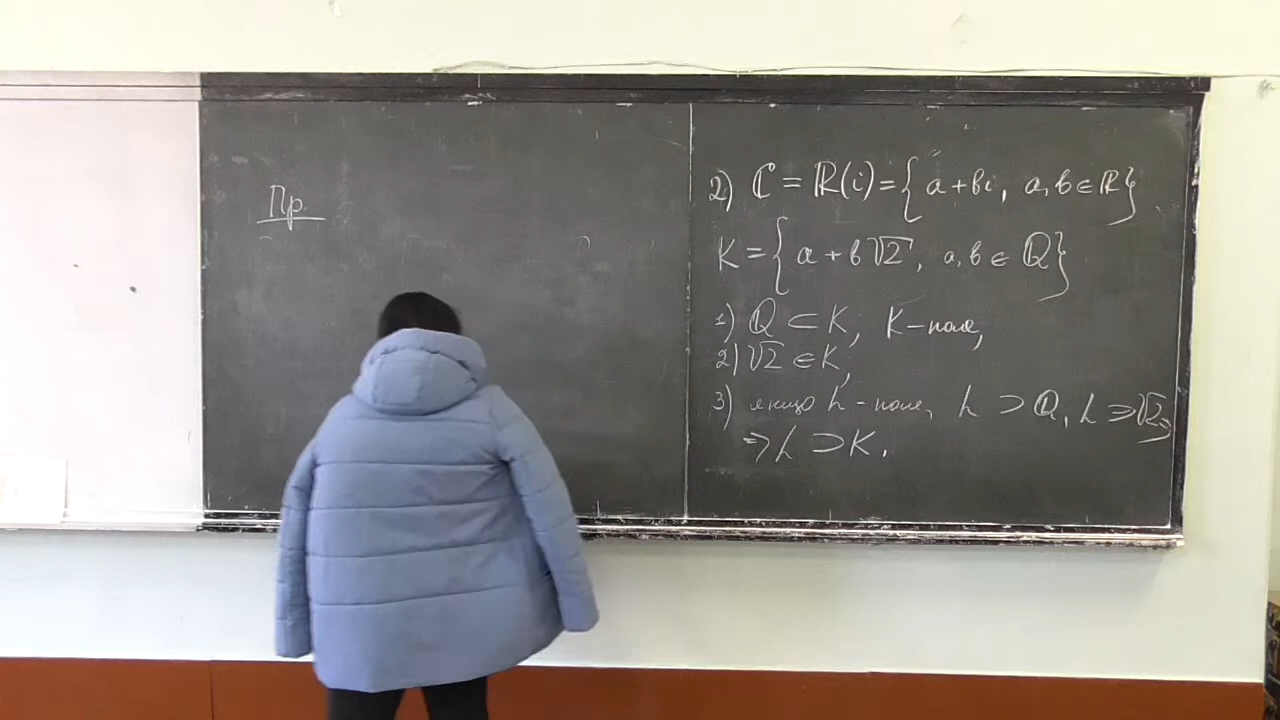 Пр.
2) ℂ = ℝ(i) = { a + bi, a, b ∈ ℝ }
K = { a + b√2, a, b ∈ ℚ }
1) ℚ ⊂ K, K - поле,
2) √2 ∈ K,
3) якщо L - поле, L ⊃ ℚ, L ∋ √2 ⇒
⇒ L ⊃ K.